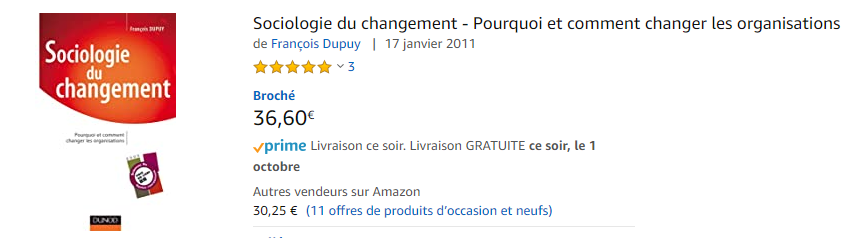 François DUPUY
Sociologie
du
changement
Pourquoi et comment
changer les organisations
DUNOD
Sociologie du changement - Pourquoi et comment changer les organisations
de François Dupuy | 17 janvier 2011
3
Broché
36,60€
prime Livraison ce soir. Livraison GRATUITE ce soir, le 1
octobre
Autres vendeurs sur Amazon
30,25 € (11 offres de produits d’occasion et neufs)